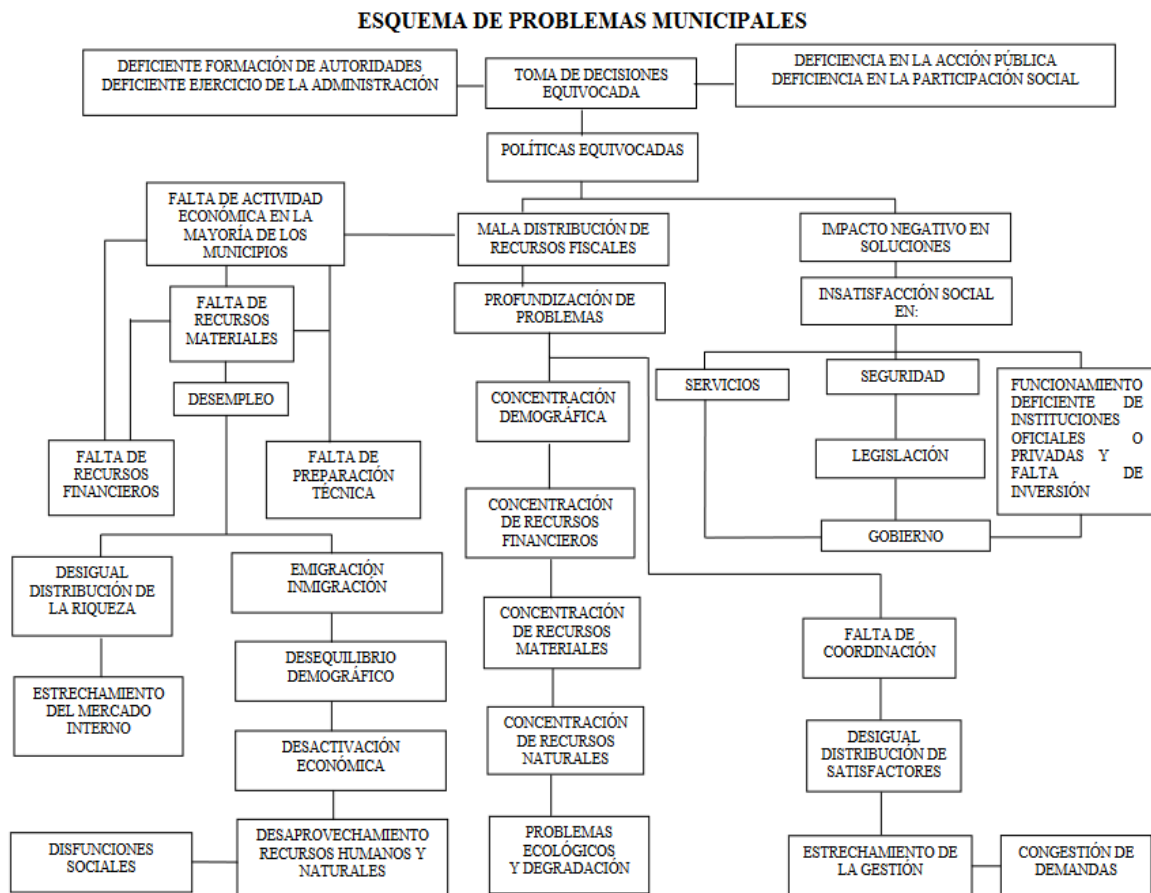 ESQUEMA DE PROBLEMAS MUNICIPALES
DEFICIENTE FORMACIÓN DE AUTORIDADES
DEFICIENTE EJERCICIO DE LA ADMINISTRACIÓN
TOMA DE DECISIONES
EQUIVOCADA
DEFICIENCIA EN LA ACCIÓN PÚBLICA
DEFICIENCIA EN LA PARTICIPACIÓN SOCIAL
POLÍTICAS EQUIVOCADAS
FALTA DE ACTIVIDAD
ECONÓMICA EN LA
MAYORÍA DE LOS
MUNICIPIOS
MALA DISTRIBUCIÓN DE
RECURSOS FISCALES
IMPACTO NEGATIVO EN
SOLUCIONES
FALTA DE
RECURSOS
MATERIALES
PROFUNDIZACIÓN DE
PROBLEMAS
INSATISFACCIÓN SOCIAL
EN:
DESEMPLEO
CONCENTRACIÓN
DEMOGRÁFICA
SERVICIOS
SEGURIDAD
FUNCIONAMIENTO
DEFICIENTE DE
INSTITUCIONES
OFICIALES O
PRIVADAS Y
FALTA DE
INVERSIÓN
FALTA DE
RECURSOS
FINANCIEROS
FALTA DE
PREPARACIÓN
TÉCNICA
LEGISLACIÓN
CONCENTRACIÓN
DE RECURSOS
FINANCIEROS
GOBIERNO
DESIGUAL
DISTRIBUCIÓN DE
LA RIQUEZA
EMIGRACIÓN
INMIGRACIÓN
CONCENTRACIÓN
DE RECURSOS
MATERIALES
FALTA DE
COORDINACIÓN
ESTRECHAMIENTO
DEL MERCADO
INTERNO
DESEQUILIBRIO
DEMOGRÁFICO
CONCENTRACIÓN
DE RECURSOS
NATURALES
DESIGUAL
DISTRIBUCIÓN DE
SATISFACTORES
DESACTIVACIÓN
ECONÓMICA
DISFUNCIONES
SOCIALES
DESAPROVECHAMIENTO
RECURSOS HUMANOS Y
NATURALES
PROBLEMAS
ECOLÓGICOS
Y DEGRADACIÓN
ESTRECHAMIENTO DE
LA GESTIÓN
CONGESTIÓN DE
DEMANDAS